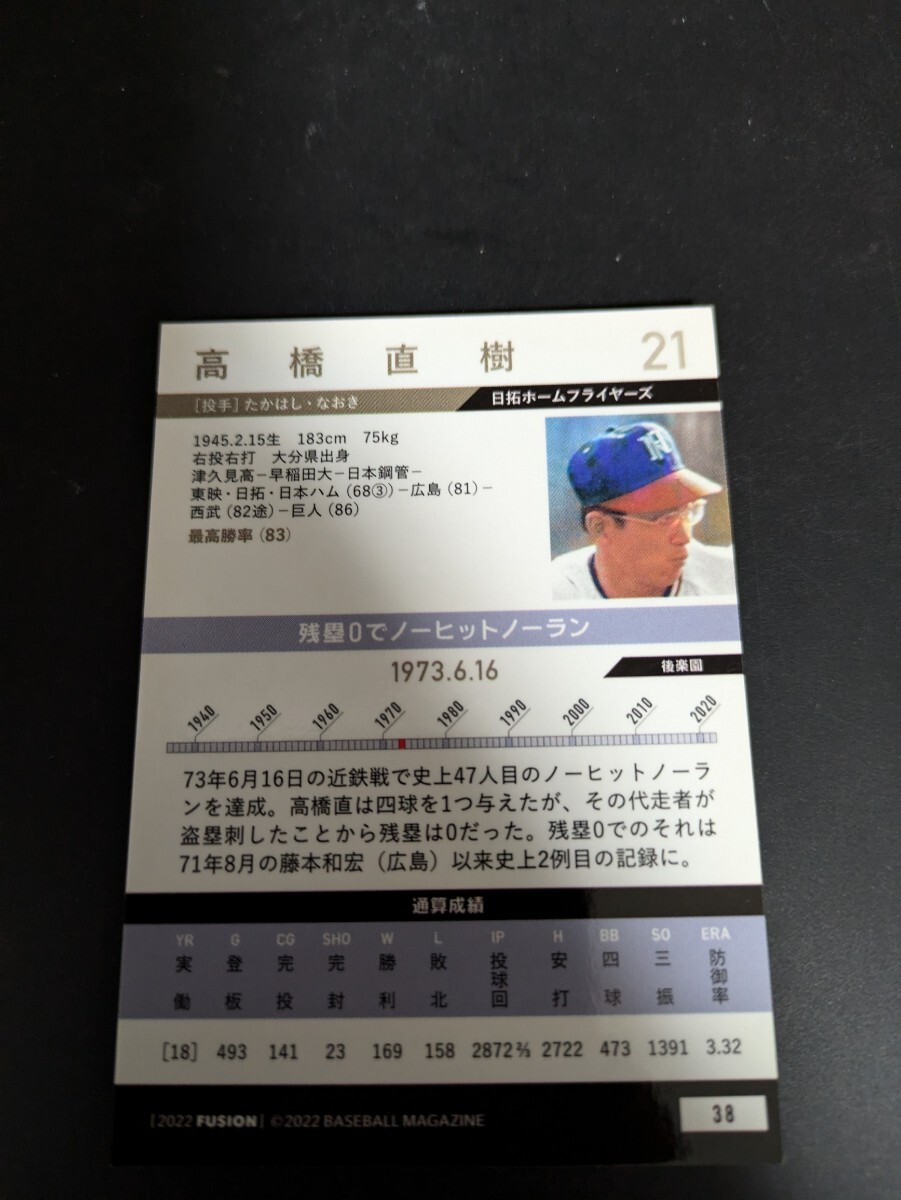 高橋直樹 21
[投手] たかはし・なおき 日拓ホームフライヤーズ
1945.2.15生 183cm 75kg
右投右打 大分県出身
津久見高－早稲田大－日本鋼管－
東映・日拓・日本ハム（68③）－広島（81）－
西武（82途）－巨人（86）
最高勝率（83）
残塁0でノーヒットノーラン
1973.6.16 後楽園
1940 1950 1960 1970 1980 1990 2000 2010 2020
73年6月16日の近鉄戦で史上47人目のノーヒットノーラ
ンを達成。高橋直は四球を1つ与えたが、その代走者が
盗塁刺したことから残塁は0だった。残塁0でのそれは
71年8月の藤本和宏（広島）以来史上2例目の記録に。
通算成績
YR G CG SHO W L IP H BB SO ERA
実働 登板 完投 完封 勝利 敗北 投球回 安打 四球 三振 防御率
[18] 493 141 23 169 158 2872⅔ 2722 473 1391 3.32
[2022 FUSION] ©2022 BASEBALL MAGAZINE 38